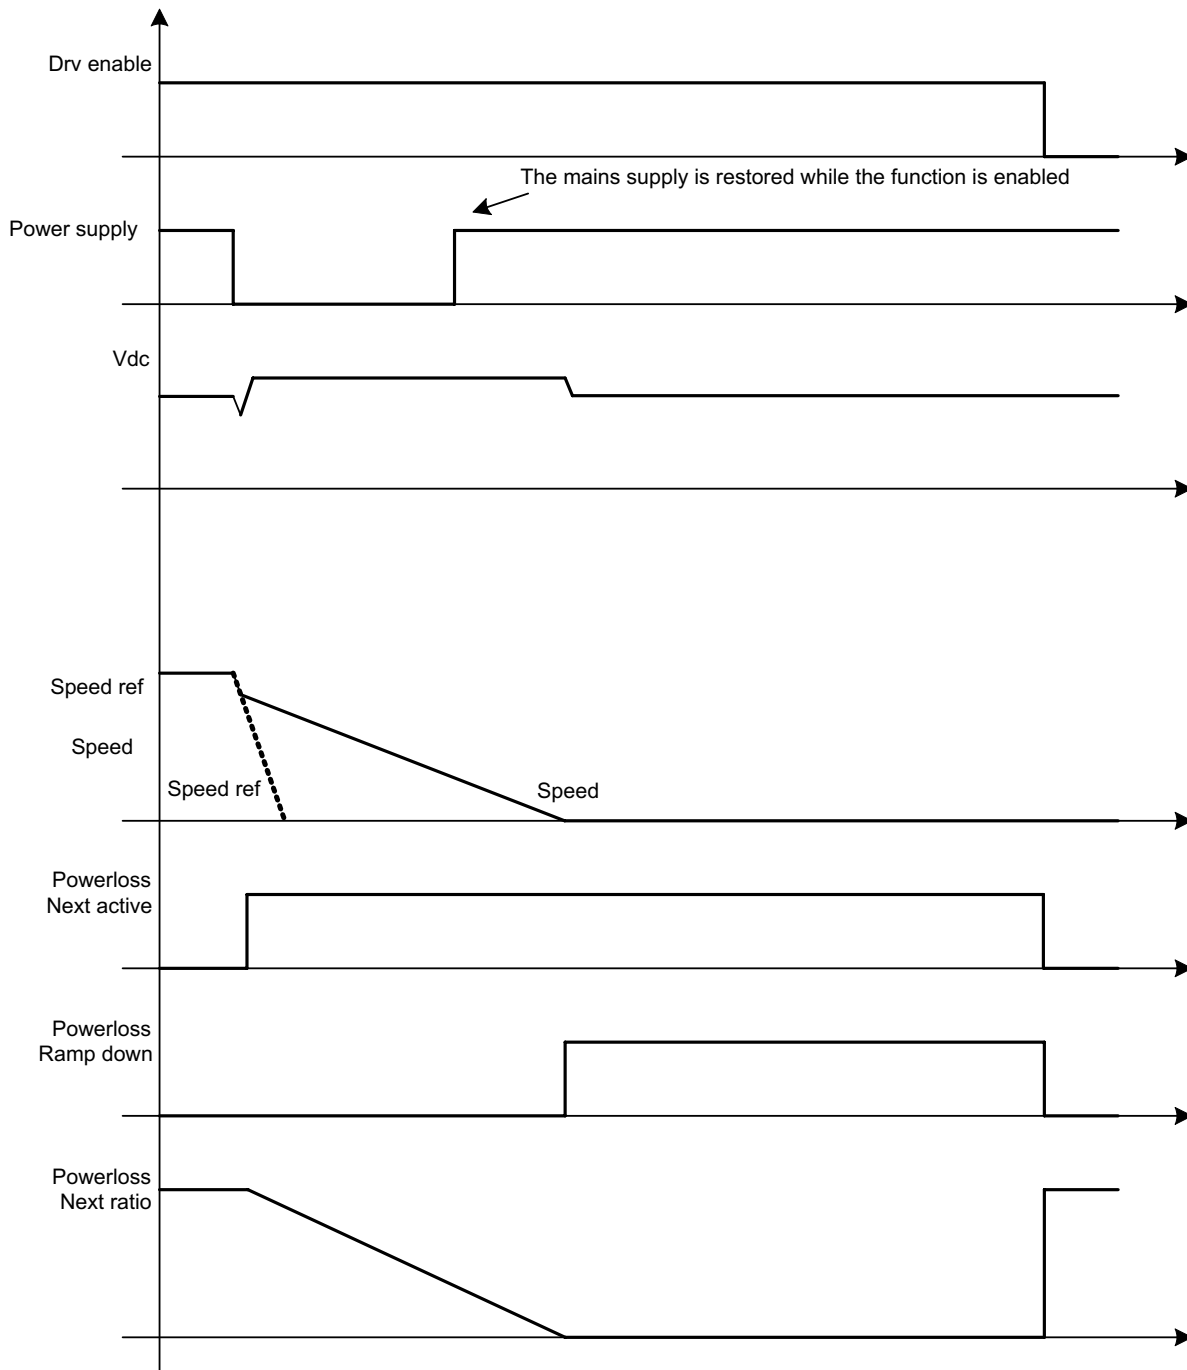 Drv enable
The mains supply is restored while the function is enabled
Power supply
Vdc
Speed ref
Speed
Speed ref
Speed
Powerloss
Next active
Powerloss
Ramp down
Powerloss
Next ratio